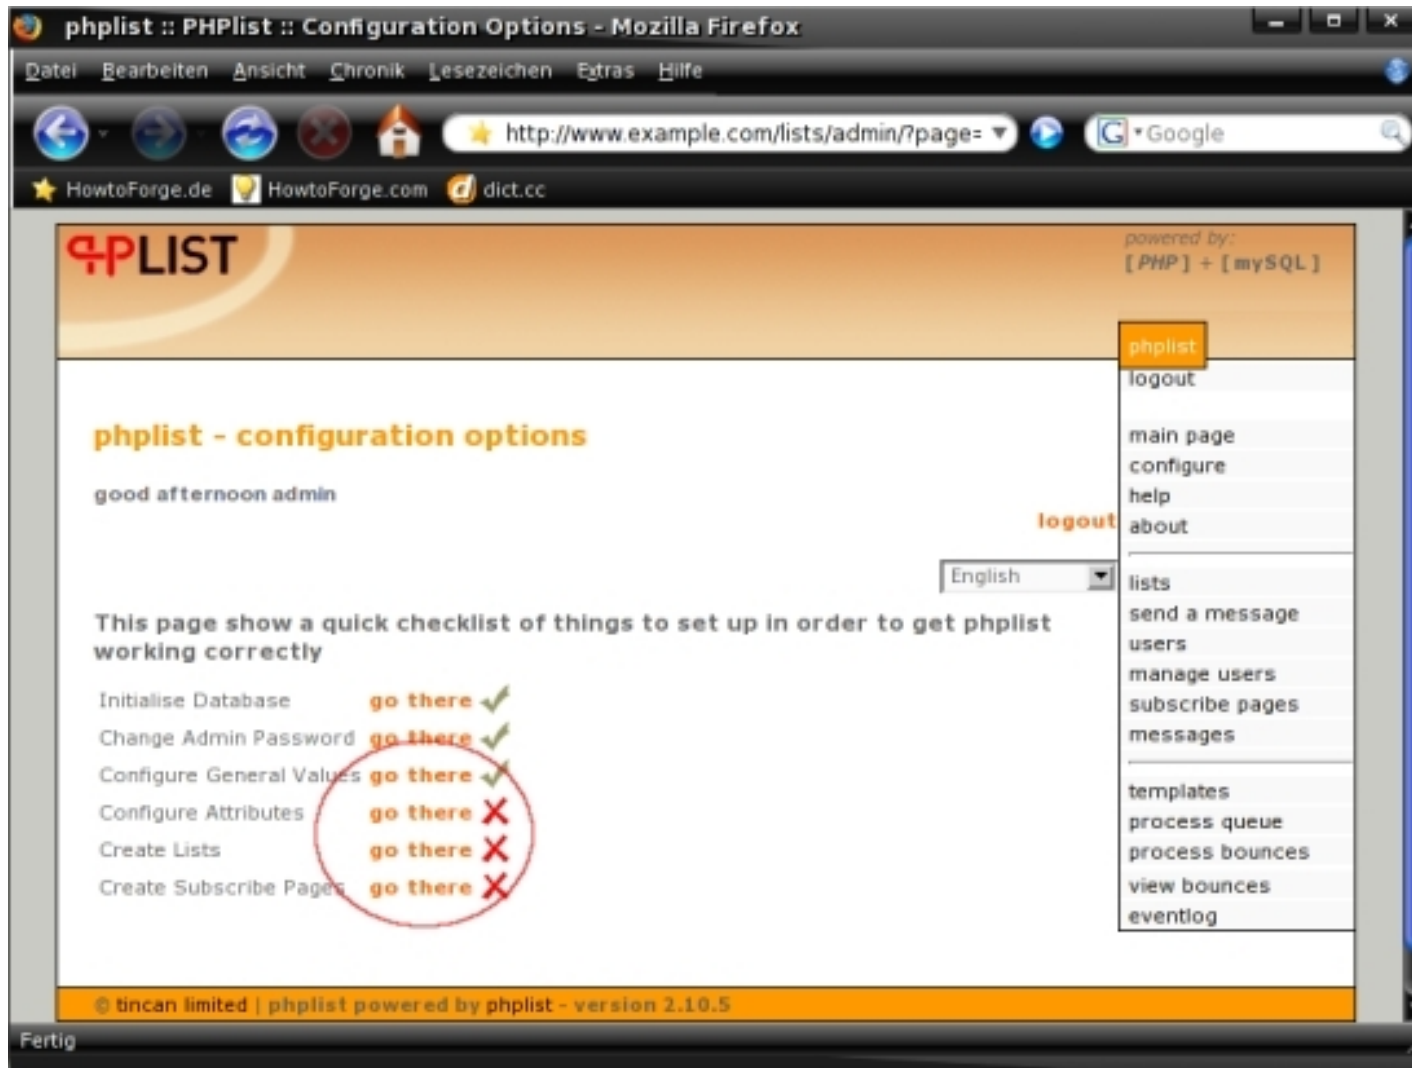 phplist :: PHPlist :: Configuration Options - Mozilla Firefox
Datei Bearbeiten Ansicht Chronik Lesezeichen Extras Hilfe
http://www.example.com/lists/admin/?page=
G Google
HowtoForge.de HowtoForge.com d dict.cc
PHPLIST
powered by:
[PHP] + [mySQL]
phplist
logout
main page
configure
help
about
lists
send a message
users
manage users
subscribe pages
messages
templates
process queue
process bounces
view bounces
eventlog
phplist - configuration options
good afternoon admin
logout
English
This page show a quick checklist of things to set up in order to get phplist
working correctly
Initialise Database go there
Change Admin Password go there
Configure General Values go there
Configure Attributes go there
Create Lists go there
Create Subscribe Pages go there
© tincan limited | phplist powered by phplist - version 2.10.5
Fertig